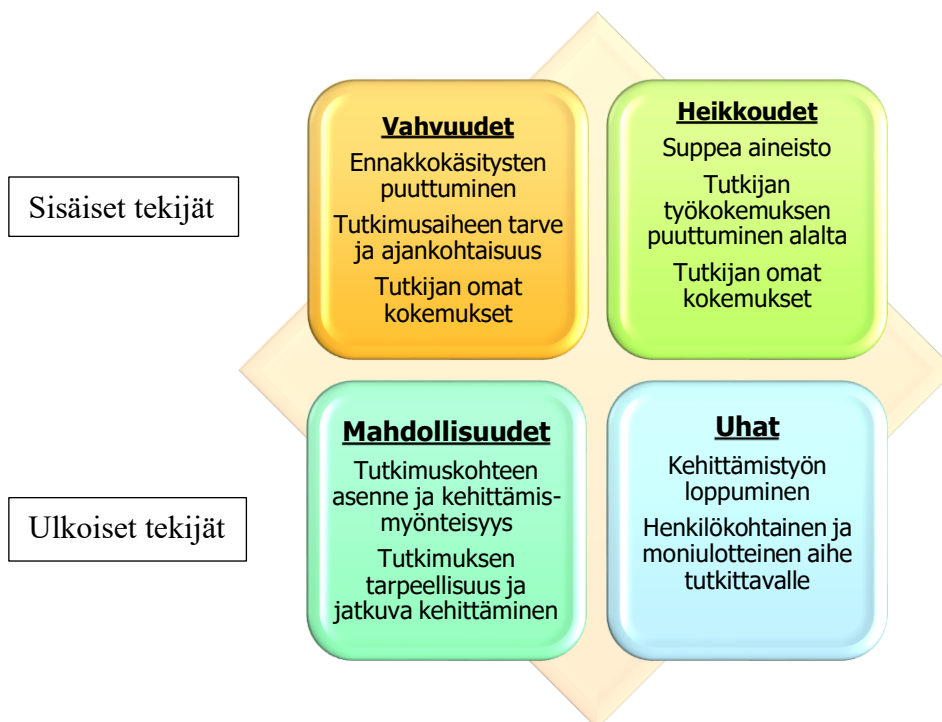 Sisäiset tekijät
Vahvuudet
Ennakkokäsitysten
puuttuminen
Tutkimusaiheen tarve
ja ajankohtaisuus
Tutkijan omat
kokemukset
Heikkoudet
Suppea aineisto
Tutkijan
työkokemuksen
puuttuminen alalta
Tutkijan omat
kokemukset
Ulkoiset tekijät
Mahdollisuudet
Tutkimuskohteen
asenne ja kehittämis-
myönteisyys
Tutkimuksen
tarpeellisuus ja
jatkuva kehittäminen
Uhat
Kehittämistyön
loppuminen
Henkilökohtainen ja
moniulotteinen aihe
tutkittavalle